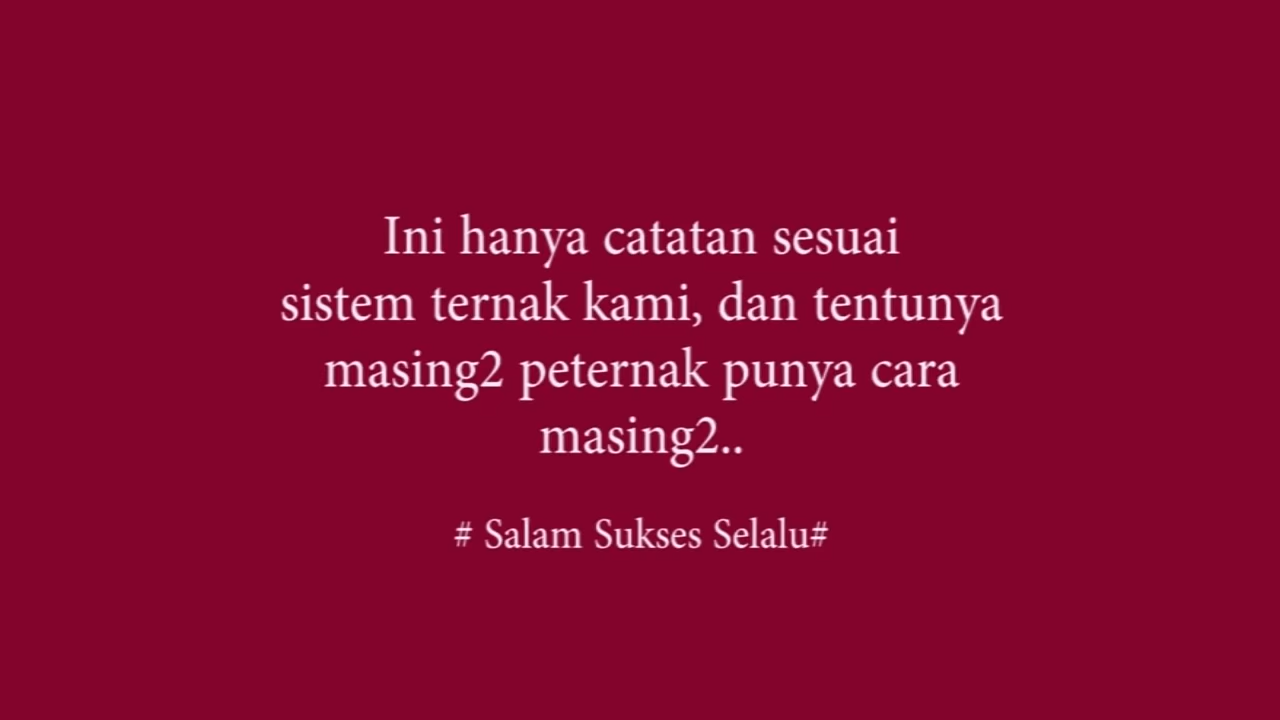 Ini hanya catatan sesuai
sistem ternak kami, dan tentunya
masing2 peternak punya cara
masing2..
# Salam Sukses Selalu#